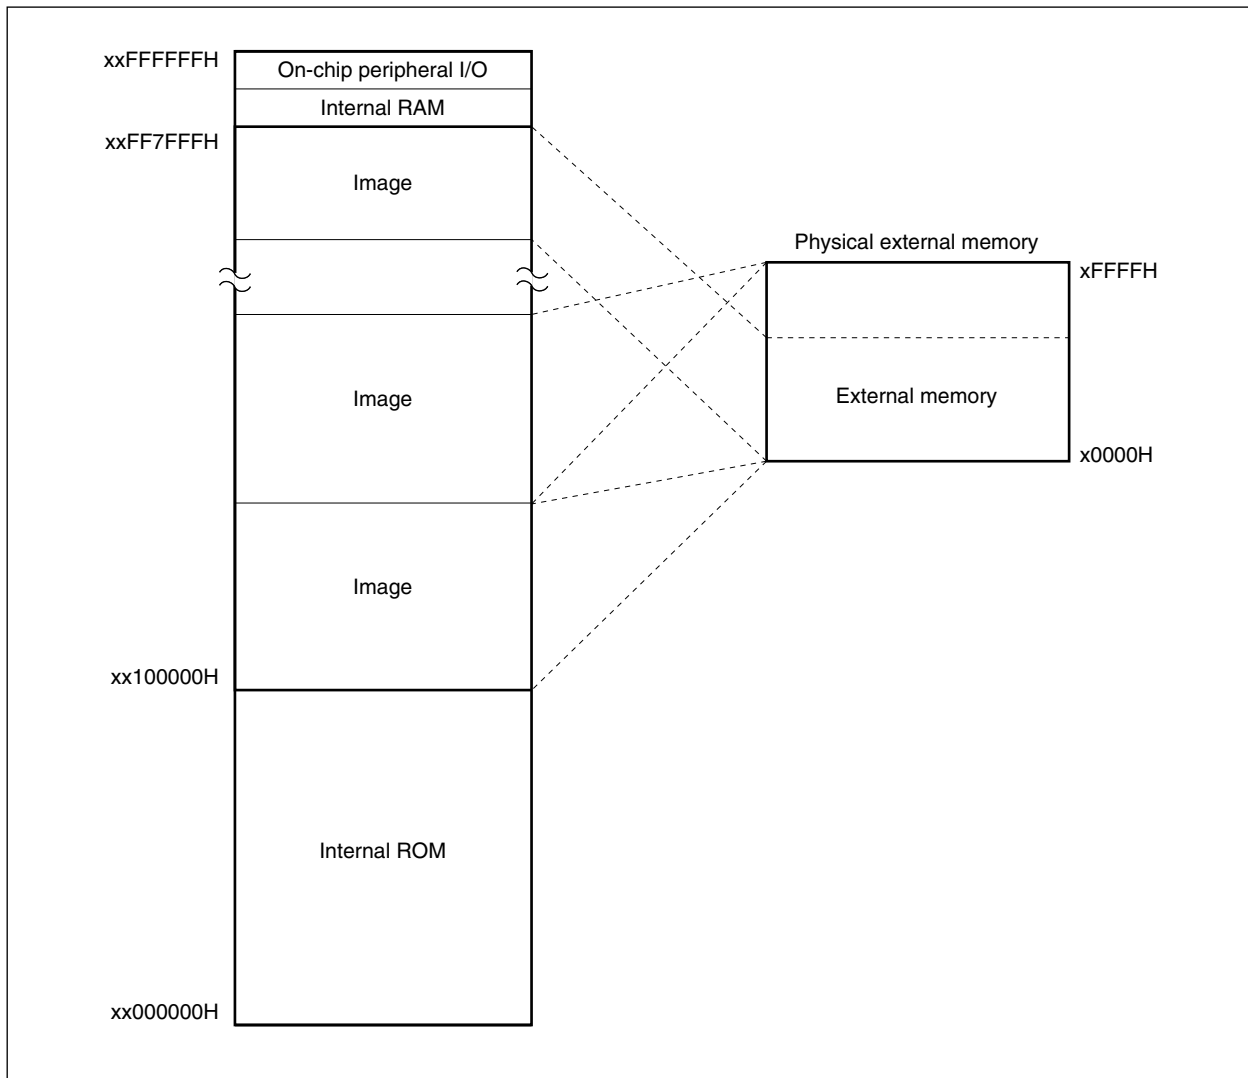 xxFFFFFFH
On-chip peripheral I/O
Internal RAM
xxFF7FFFH
Image
Physical external memory
xFFFFH
Image
External memory
x0000H
Image
xx100000H
Internal ROM
xx000000H